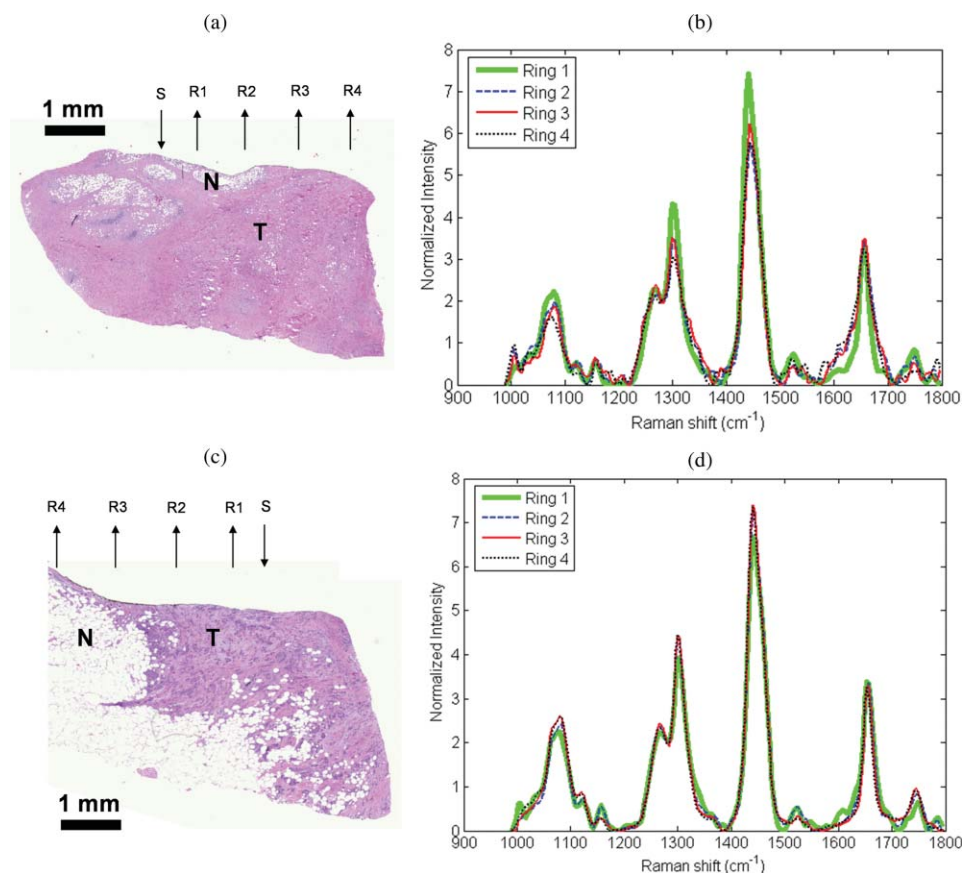 (a)
S R1 R2 R3 R4
1 mm
N
T
(b)
8
7
6
5
4
3
2
1
0
Normalized Intensity
Ring 1
Ring 2
Ring 3
Ring 4
900 1000 1100 1200 1300 1400 1500 1600 1700 1800
Raman shift (cm-1)
(c)
R4 R3 R2 R1 S
N T
1 mm
(d)
8
7
6
5
4
3
2
1
0
Normalized Intensity
Ring 1
Ring 2
Ring 3
Ring 4
900 1000 1100 1200 1300 1400 1500 1600 1700 1800
Raman shift (cm-1)